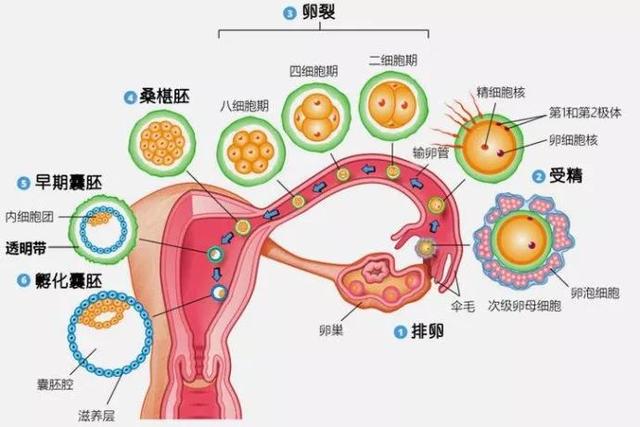 ③ 卵裂
二细胞期
四细胞期
八细胞期
④ 桑椹胚
精细胞核
第1和第2极体
卵细胞核
输卵管
② 受精
⑤ 早期囊胚
内细胞团
透明带
⑥ 孵化囊胚
卵泡细胞
次级卵母细胞
伞毛
卵巢
① 排卵
囊胚腔
滋养层